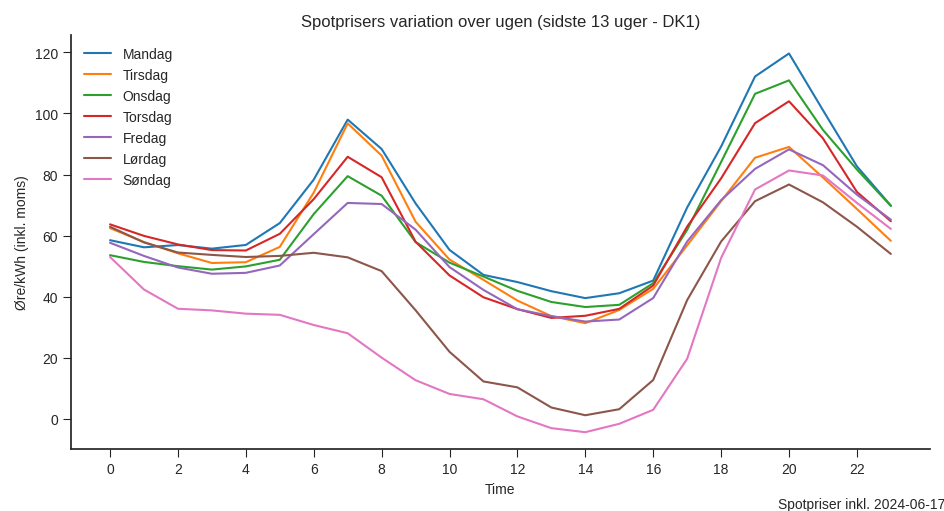 Spotprisers variation over ugen (sidste 13 uger - DK1)
Øre/kWh (inkl. moms)
120
100
80
60
40
20
0
Mandag
Tirsdag
Onsdag
Torsdag
Fredag
Lørdag
Søndag
0 2 4 6 8 10 12 14 16 18 20 22
Time
Spotpriser inkl. 2024-06-17